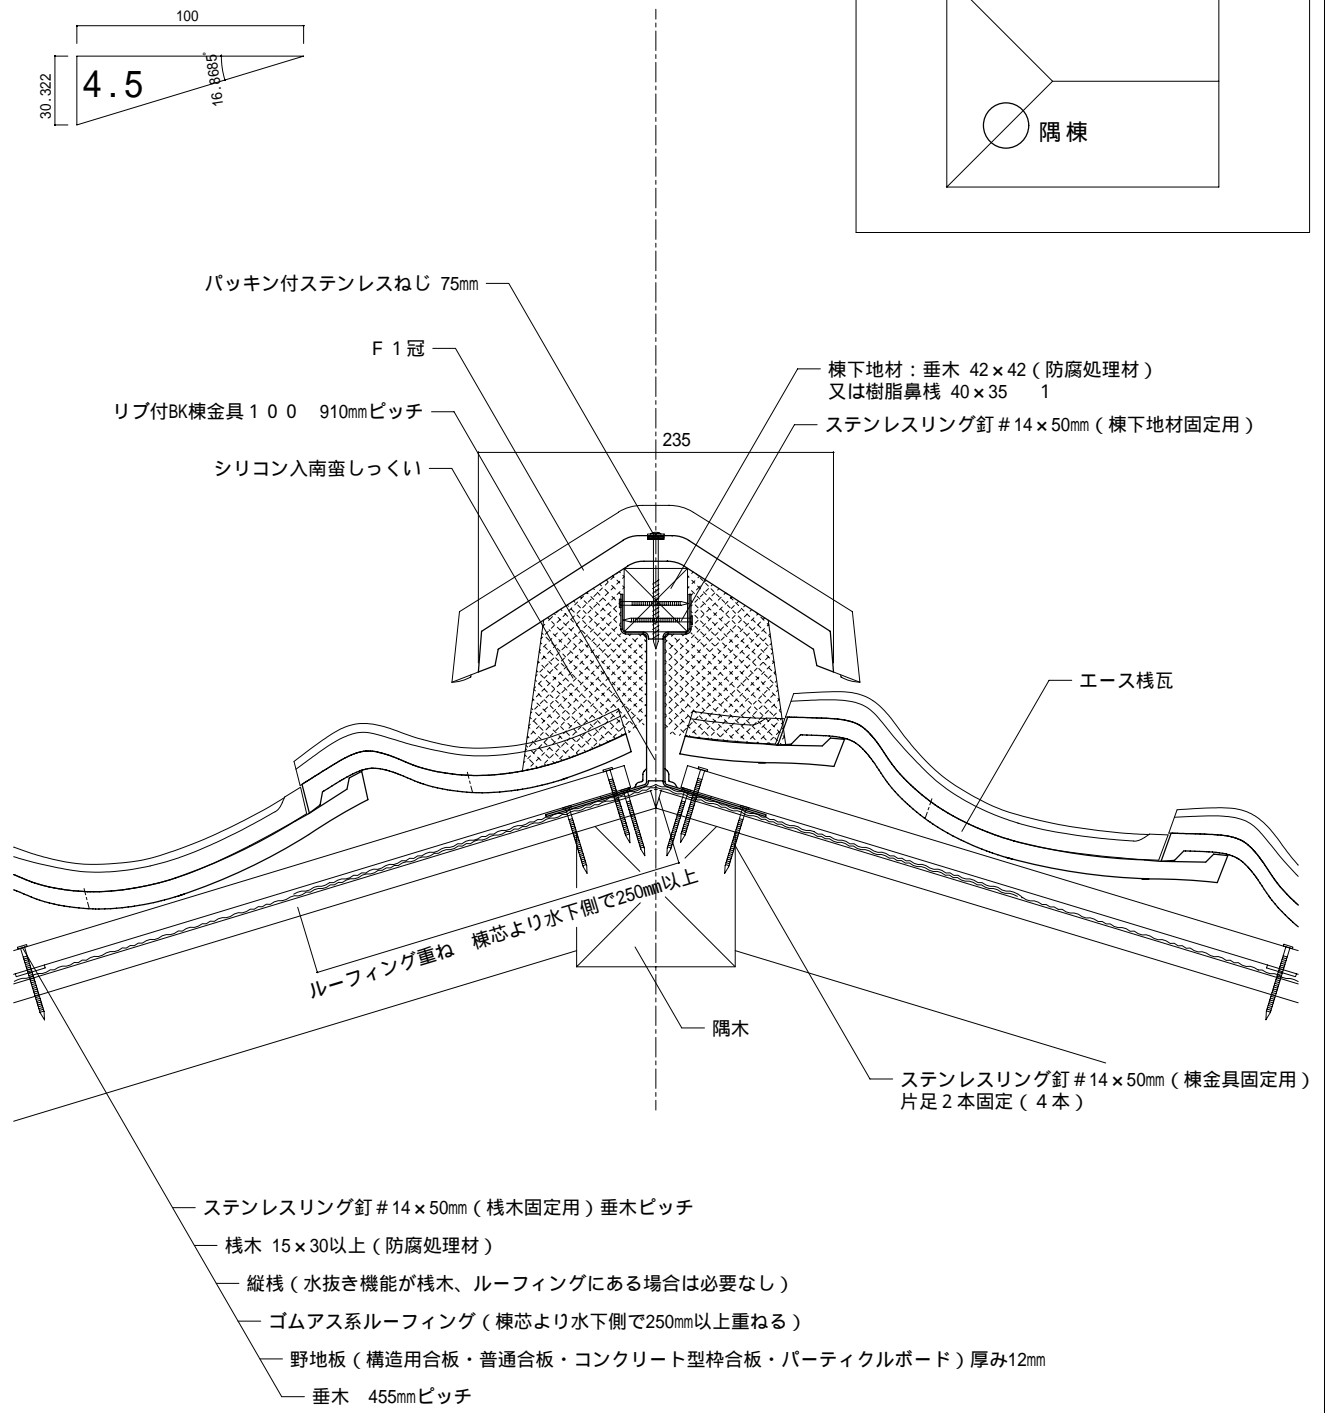 100
30.322
4.5
16.8685°
隅棟
パッキン付ステンレスねじ 75㎜
F 1冠
リブ付BK棟金具100 910㎜ピッチ
シリコン入南蛮しっくい
棟下地材:垂木 42×42(防腐処理材)
又は樹脂鼻桟 40×35 1
ステンレスリング釘#14×50㎜(棟下地材固定用)
235
エース桟瓦
ルーフィング重ね 棟芯より水下側で250㎜以上
隅木
ステンレスリング釘#14×50㎜(棟金具固定用)
片足2本固定(4本)
ステンレスリング釘#14×50㎜(桟木固定用)垂木ピッチ
桟木 15×30以上(防腐処理材)
縦桟(水抜き機能が桟木、ルーフィングにある場合は必要なし)
ゴムアス系ルーフィング(棟芯より水下側で250㎜以上重ねる)
野地板(構造用合板・普通合板・コンクリート型枠合板・パーティクルボード)厚み12㎜
垂木 455㎜ピッチ